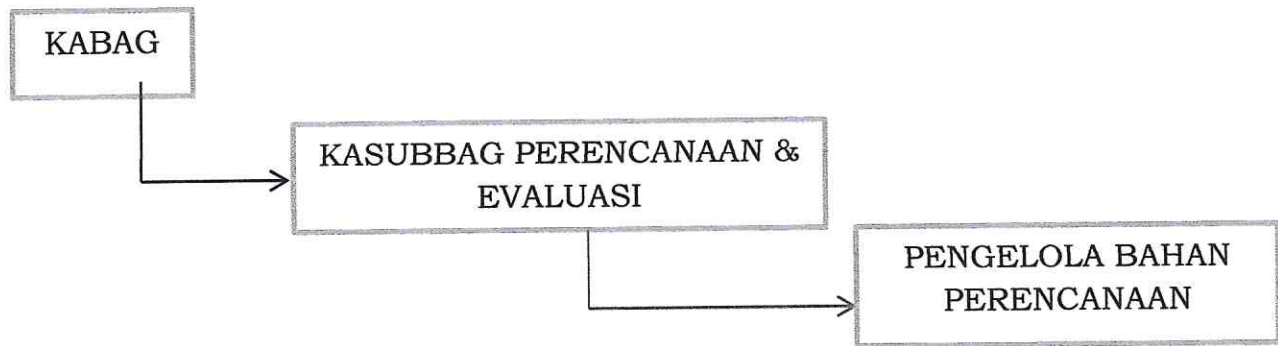 KABAG
KASUBBAG PERENCANAAN &
EVALUASI
PENGELOLA BAHAN
PERENCANAAN